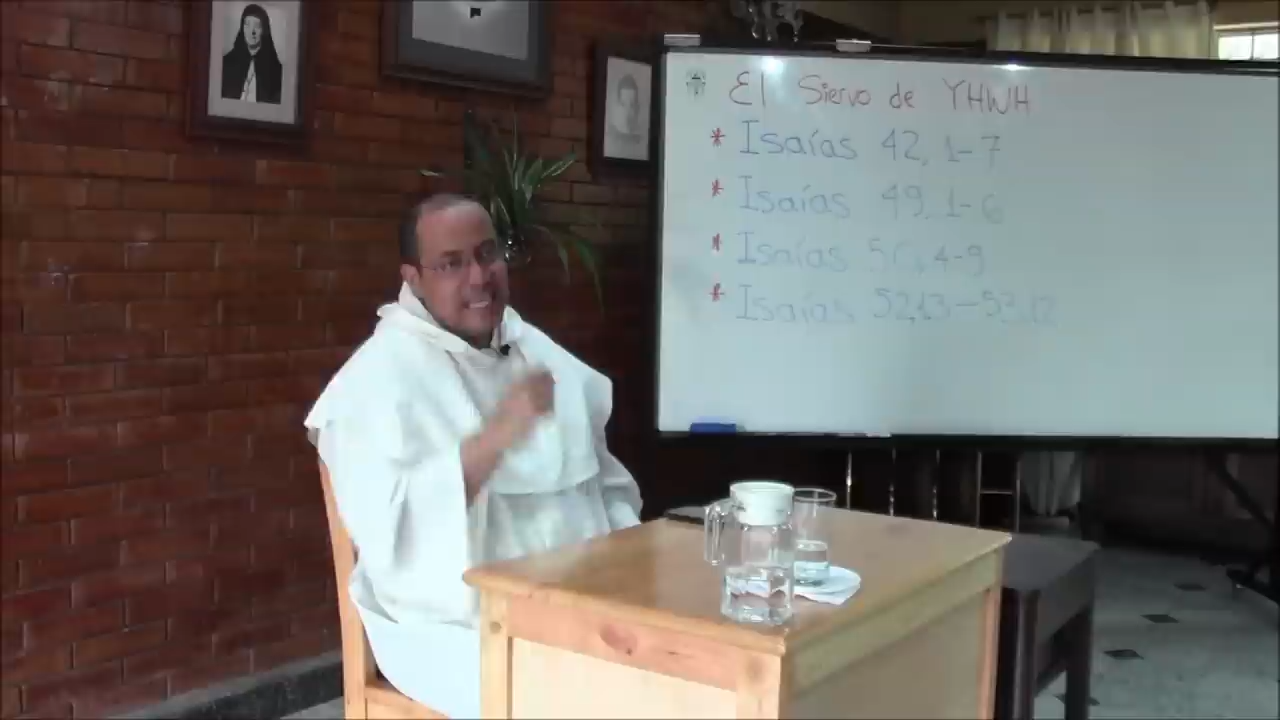 El Siervo de YHWH
* Isaías 42, 1-7
* Isaías 49, 1-6
* Isaías 50, 4-9
* Isaías 52,13-53,12